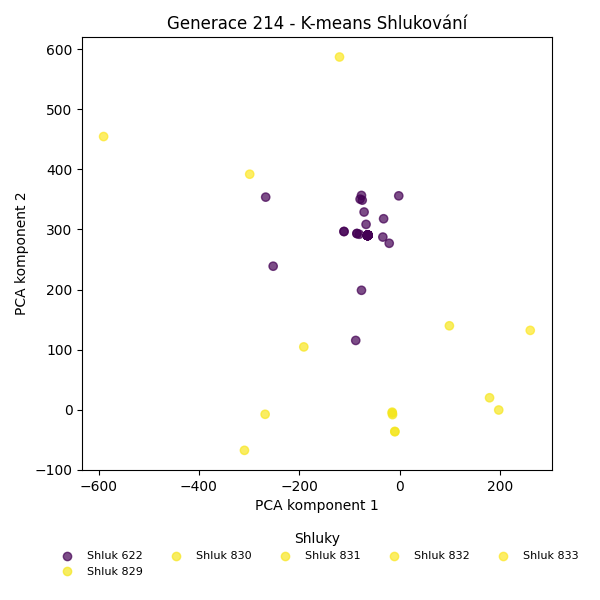 Generace 214 - K-means Shlukování
600
500
400
300
200
100
0
−100
PCA komponent 2
−600 −400 −200 0 200
PCA komponent 1
Shluky
Shluk 622 Shluk 830 Shluk 831 Shluk 832 Shluk 833
Shluk 829